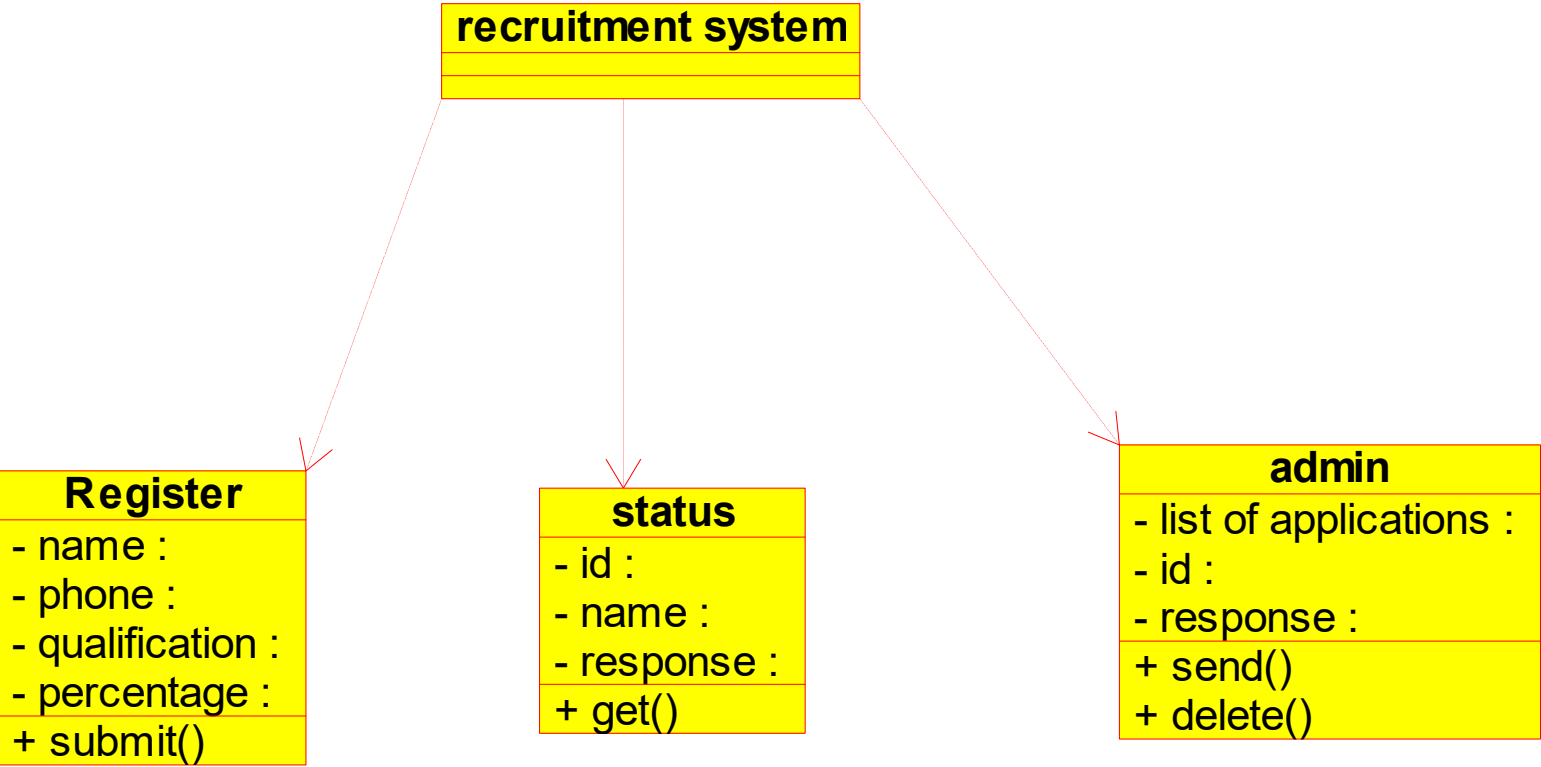 recruitment system
Register
- name :
- phone :
- qualification :
- percentage :
+ submit()
status
- id :
- name :
- response :
+ get()
admin
- list of applications :
- id :
- response :
+ send()
+ delete()